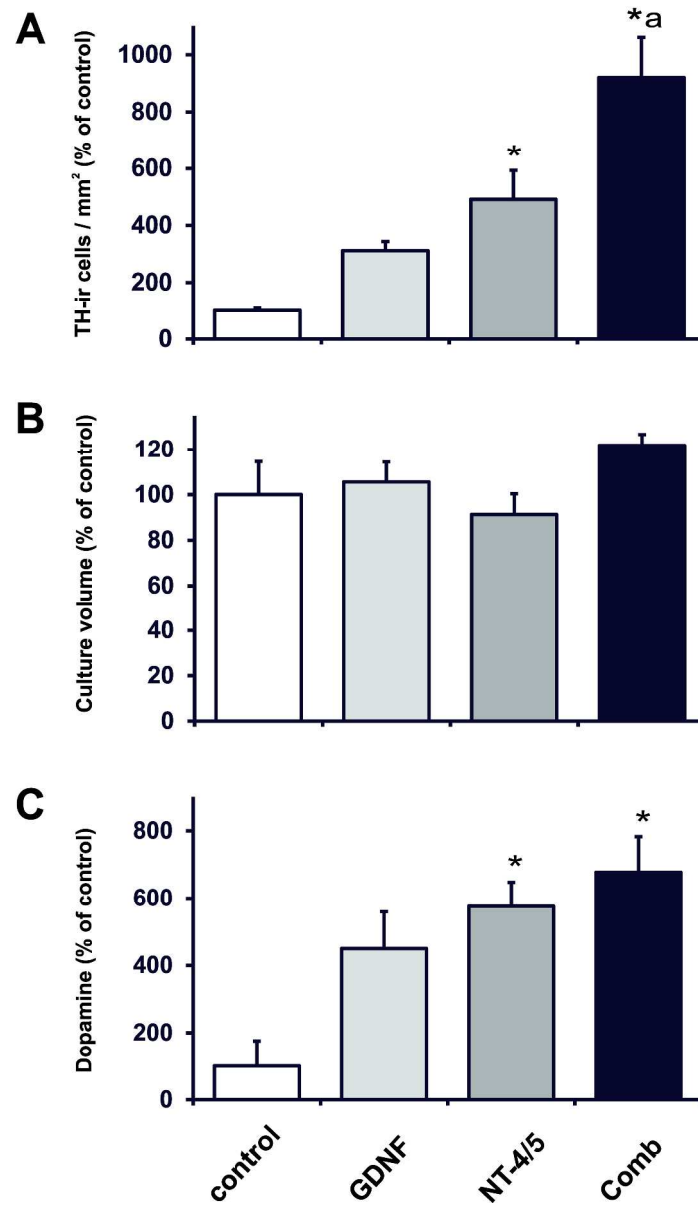 A
TH-ir cells / mm² (% of control)
1000
800
600
400
200
0
*
*a
B
Culture volume (% of control)
120
100
80
60
40
20
0
C
Dopamine (% of control)
800
600
400
200
0
*
*
control
GDNF
NT-4/5
Comb